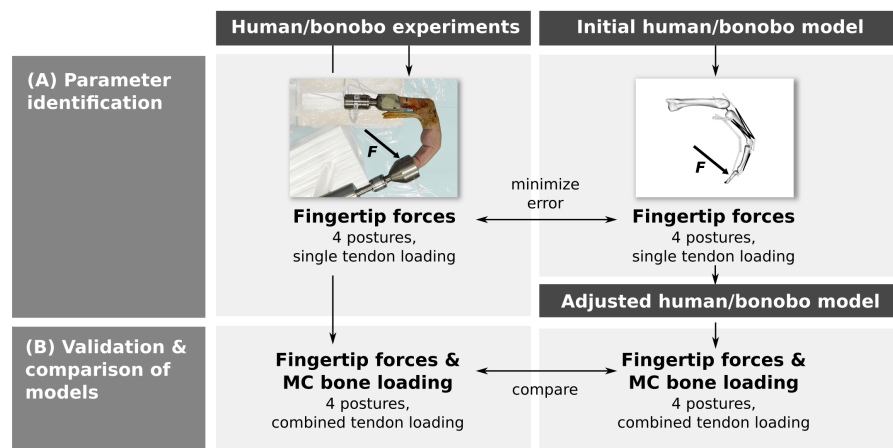 Human/bonobo experiments
Initial human/bonobo model
(A) Parameter
identification
F
F
minimize
error
Fingertip forces
4 postures,
single tendon loading
Fingertip forces
4 postures,
single tendon loading
Adjusted human/bonobo model
(B) Validation &
comparison of
models
Fingertip forces &
MC bone loading
4 postures,
combined tendon loading
compare
Fingertip forces &
MC bone loading
4 postures,
combined tendon loading